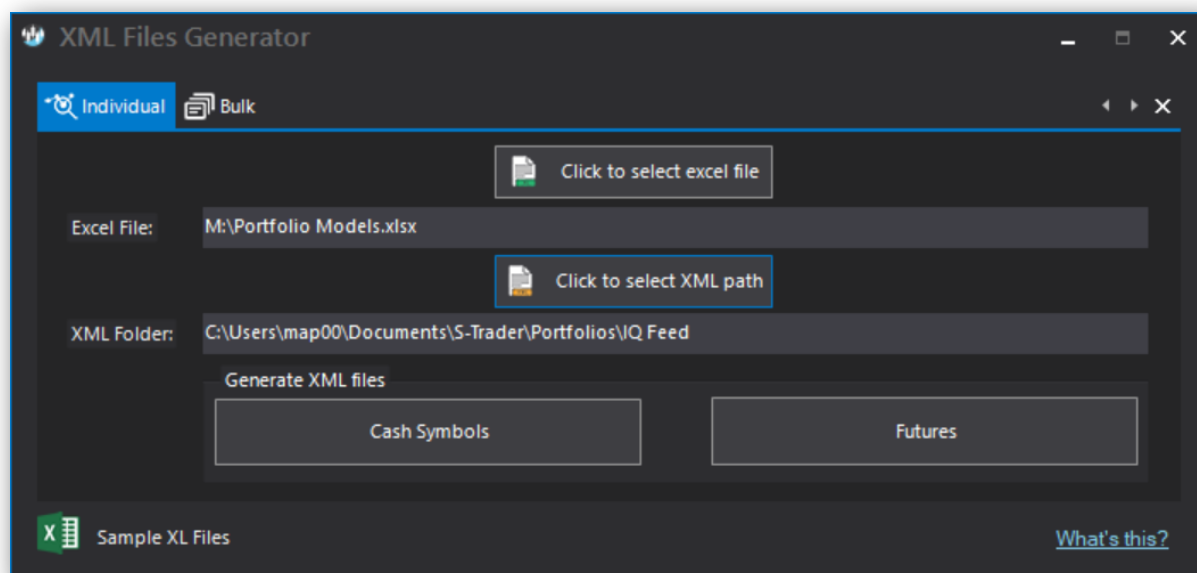 XML Files Generator
Individual
Bulk
Click to select excel file
Excel File:
M:\Portfolio Models.xlsx
Click to select XML path
XML Folder:
C:\Users\map00\Documents\S-Trader\Portfolios\IQ Feed
Generate XML files
Cash Symbols
Futures
Sample XL Files
What's this?